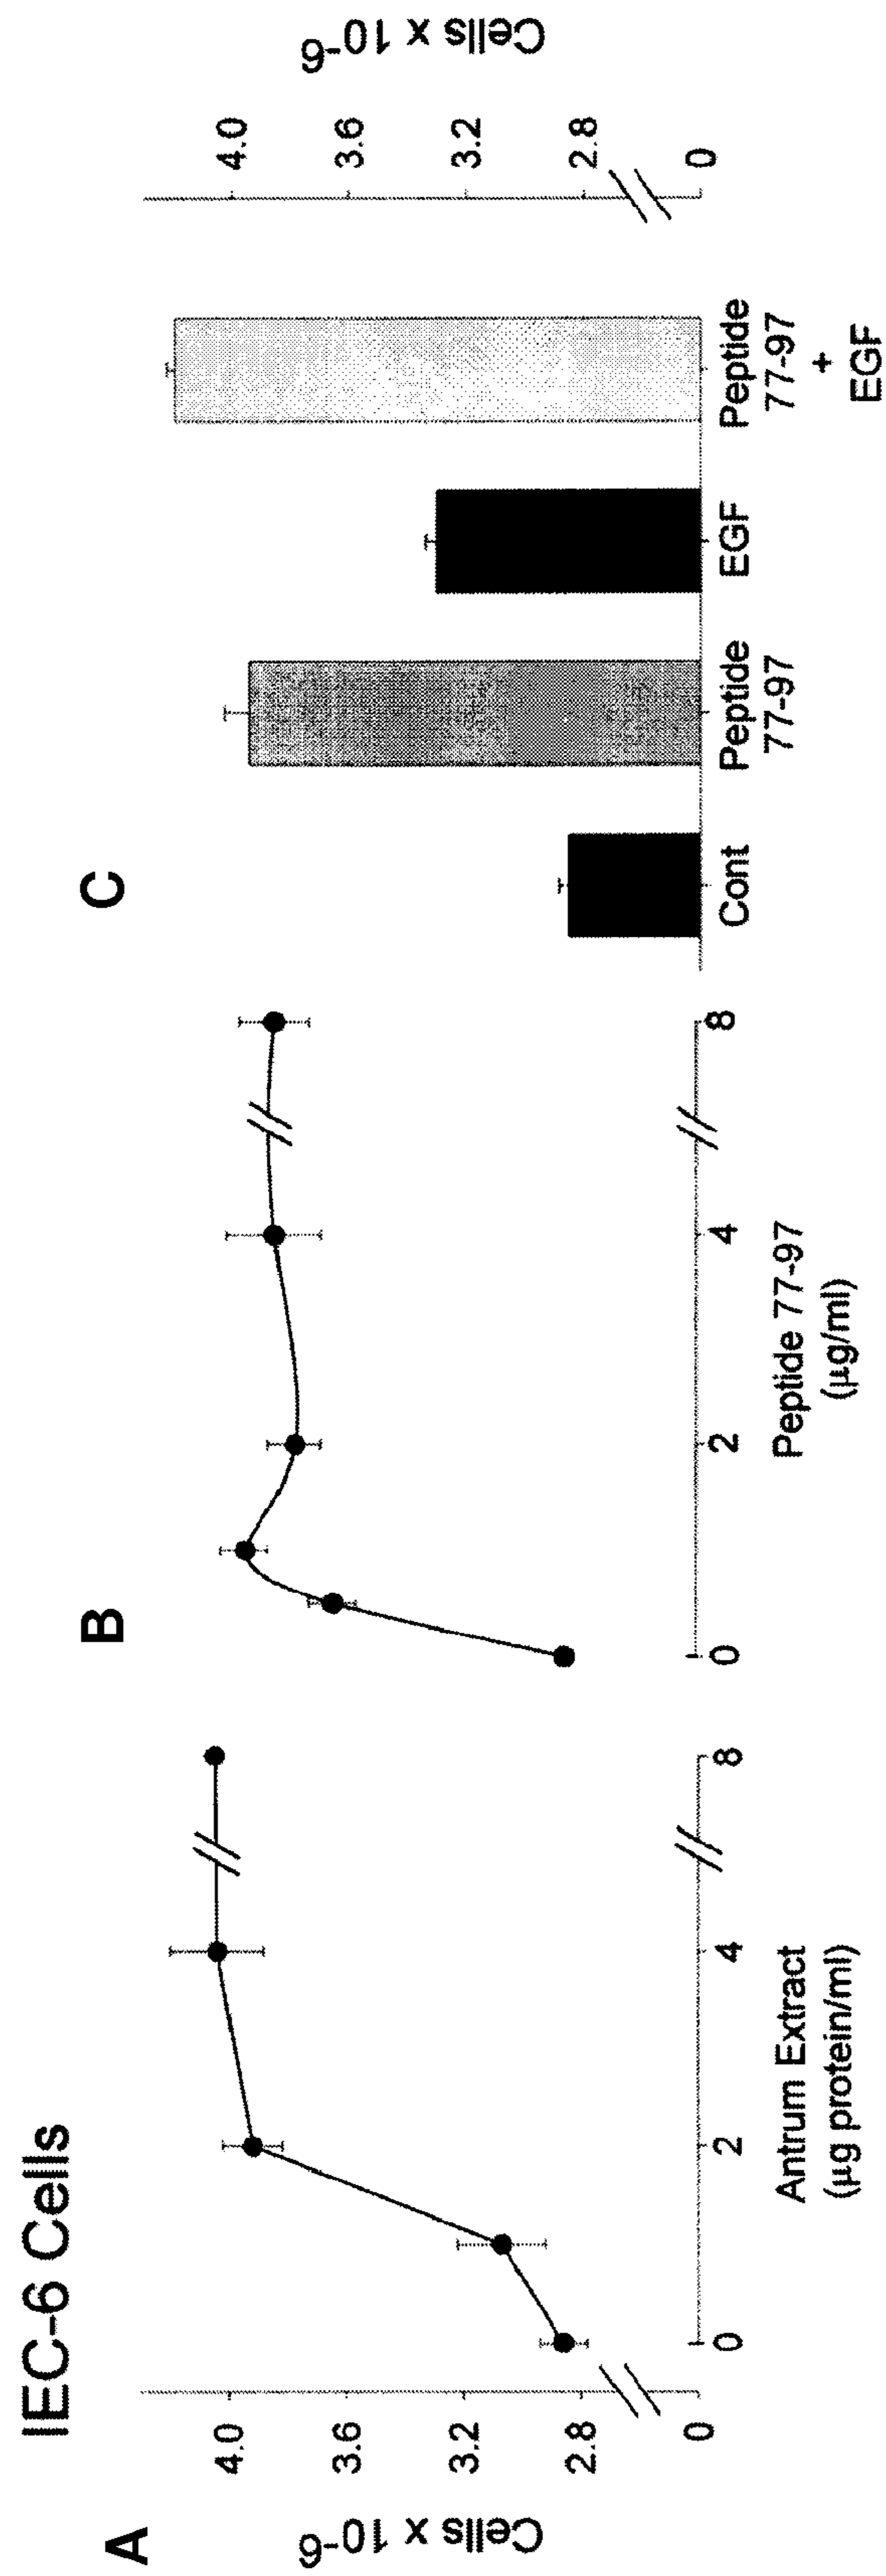 IEC-6 Cells
A
Cells x 10-6
4.0
3.6
3.2
2.8
0
0
2
4
8
Antrum Extract
(μg protein/ml)
B
0
2
4
8
Peptide 77-97
(μg/ml)
C
Cont
Peptide
77-97
EGF
Peptide
77-97
+
EGF
4.0
3.6
3.2
2.8
0
Cells x 10-6